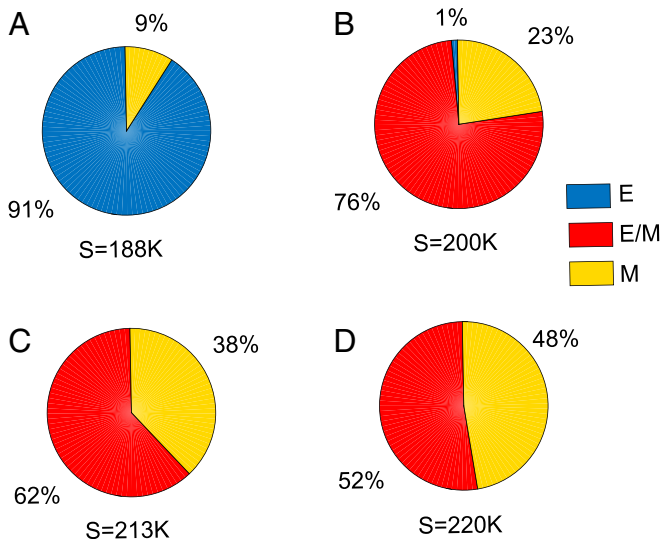 A
9%
91%
S=188K
B
1%
23%
76%
S=200K
E
E/M
M
C
38%
62%
S=213K
D
48%
52%
S=220K